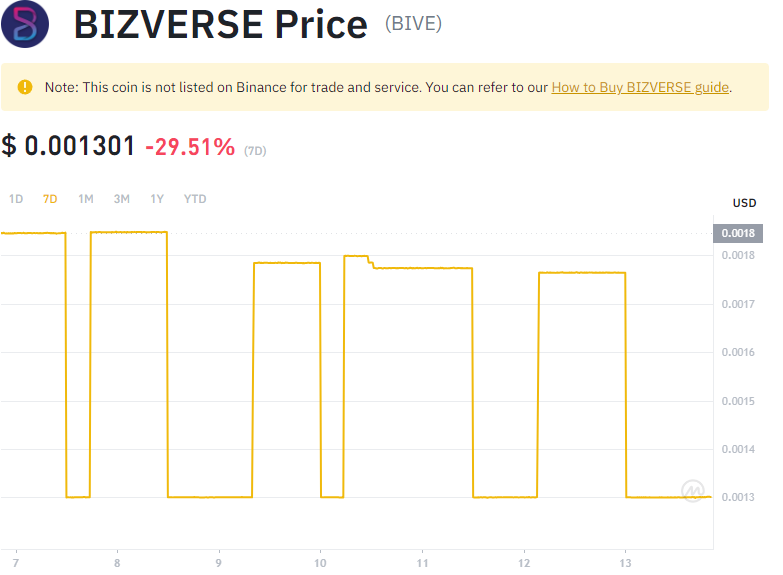 BIZVERSE Price (BIVE)
Note: This coin is not listed on Binance for trade and service. You can refer to our How to Buy BIZVERSE guide.
$ 0.001301 -29.51% (7D)
1D 7D 1M 3M 1Y YTD
USD
0.0018
0.0018
0.0017
0.0016
0.0015
0.0014
0.0013
7 8 9 10 11 12 13